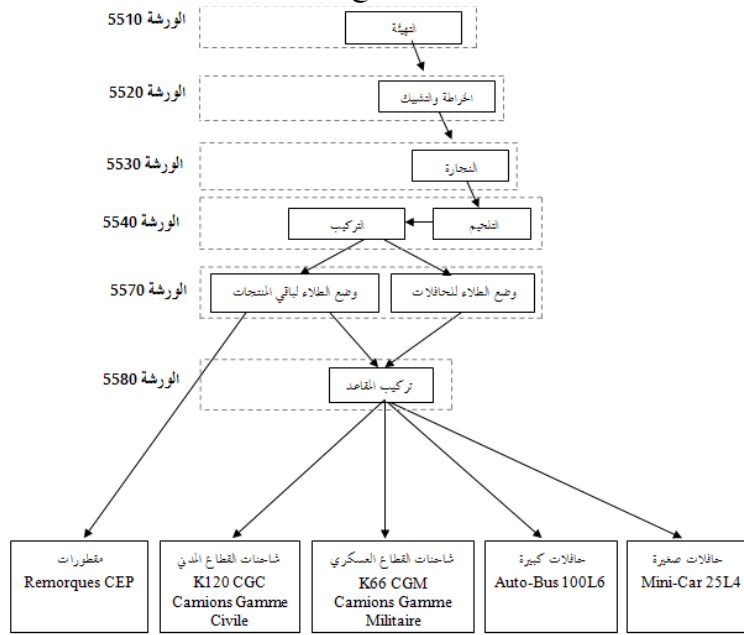 الورشة 5510
التهيئة
الورشة 5520
الخراطة والتشبيك
الورشة 5530
النجارة
الورشة 5540
التلحيم
التركيب
الورشة 5570
وضع الطلاء للحافلات
وضع الطلاء لباقي المنتجات
الورشة 5580
تركيب المقاعد
حافلات صغيرة
Mini-Car 25L4
حافلات كبيرة
Auto-Bus 100L6
شاحنات القطاع العسكري
K66 CGM
Camions Gamme
Militaire
شاحنات القطاع المدني
K120 CGC
Camions Gamme
Civile
مقطورات
Remorques CEP